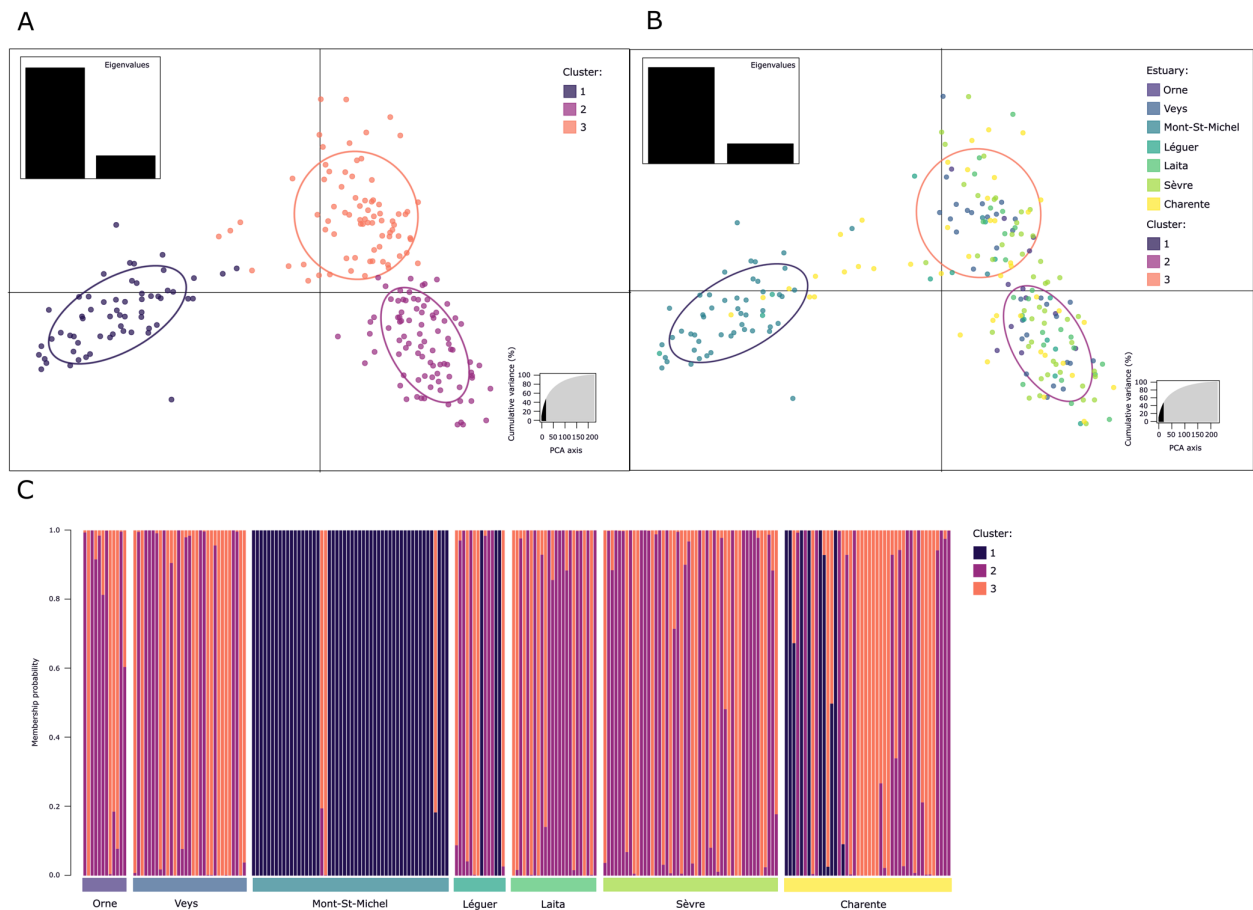 A
Eigenvalues
Cluster:
1
2
3
Cumulative variance (%)
100
80
60
40
20
0
0 50 100 150 200
PCA axis
B
Eigenvalues
Estuary:
Orne
Veys
Mont-St-Michel
Léguer
Laita
Sèvre
Charente
Cluster:
1
2
3
Cumulative variance (%)
100
80
60
40
20
0
0 50 100 150 200
PCA axis
C
Membership probability
1.0
0.8
0.6
0.4
0.2
0.0
Orne Veys Mont-St-Michel Léguer Laita Sèvre Charente
Cluster:
1
2
3